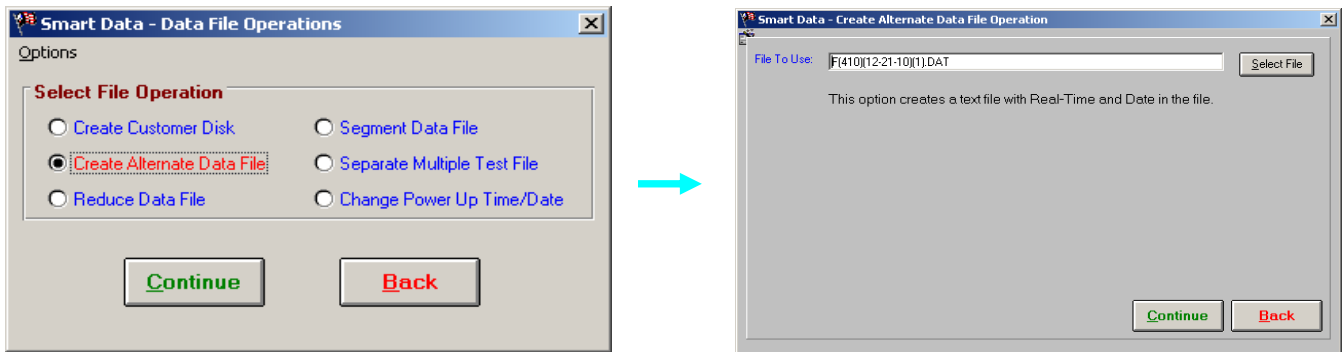 Smart Data - Data File Operations
Options
Select File Operation
Create Customer Disk
Segment Data File
Create Alternate Data File
Separate Multiple Test File
Reduce Data File
Change Power Up Time/Date
Continue
Back
Smart Data - Create Alternate Data File Operation
File To Use:
F(410)(12-21-10)(1).DAT
Select File
This option creates a text file with Real-Time and Date in the file.
Continue
Back